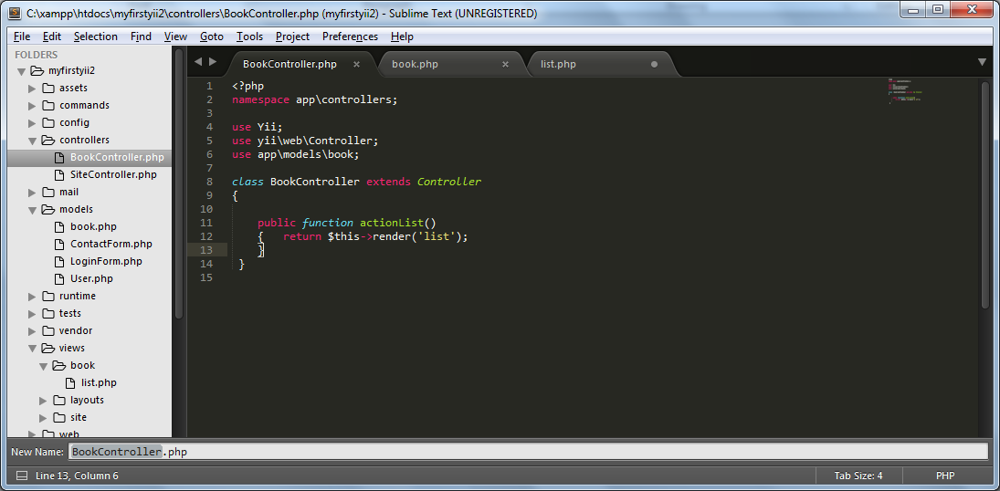 C:\xampp\htdocs\myfirstyii2\controllers\BookController.php (myfirstyii2) - Sublime Text (UNREGISTERED)
File Edit Selection Find View Goto Tools Project Preferences Help
FOLDERS
myfirstyii2
assets
commands
config
controllers
BookController.php
SiteController.php
mail
models
book.php
ContactForm.php
LoginForm.php
User.php
runtime
tests
vendor
views
book
list.php
layouts
site
web
BookController.php × book.php × list.php
1 <?php
2 namespace app\controllers;
3
4 use Yii;
5 use yii\web\Controller;
6 use app\models\book;
7
8 class BookController extends Controller
9 {
10
11 public function actionList()
12 { return $this->render('list');
13 }
14 }
15
New Name: BookController.php
Line 13, Column 6 Tab Size: 4 PHP